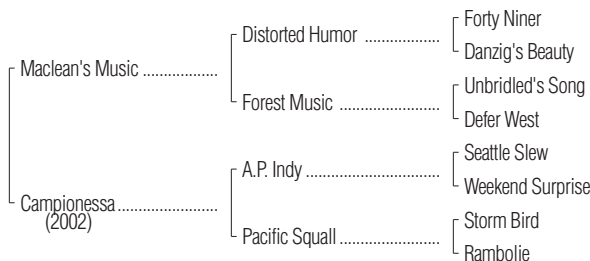 Forty Niner
Distorted Humor ..................
Danzig's Beauty
Maclean's Music ..................
Unbridled's Song
Forest Music ........................
Defer West
Seattle Slew
A.P. Indy ................................
Weekend Surprise
Campionessa ........................
(2002)
Storm Bird
Pacific Squall ........................
Rambolie